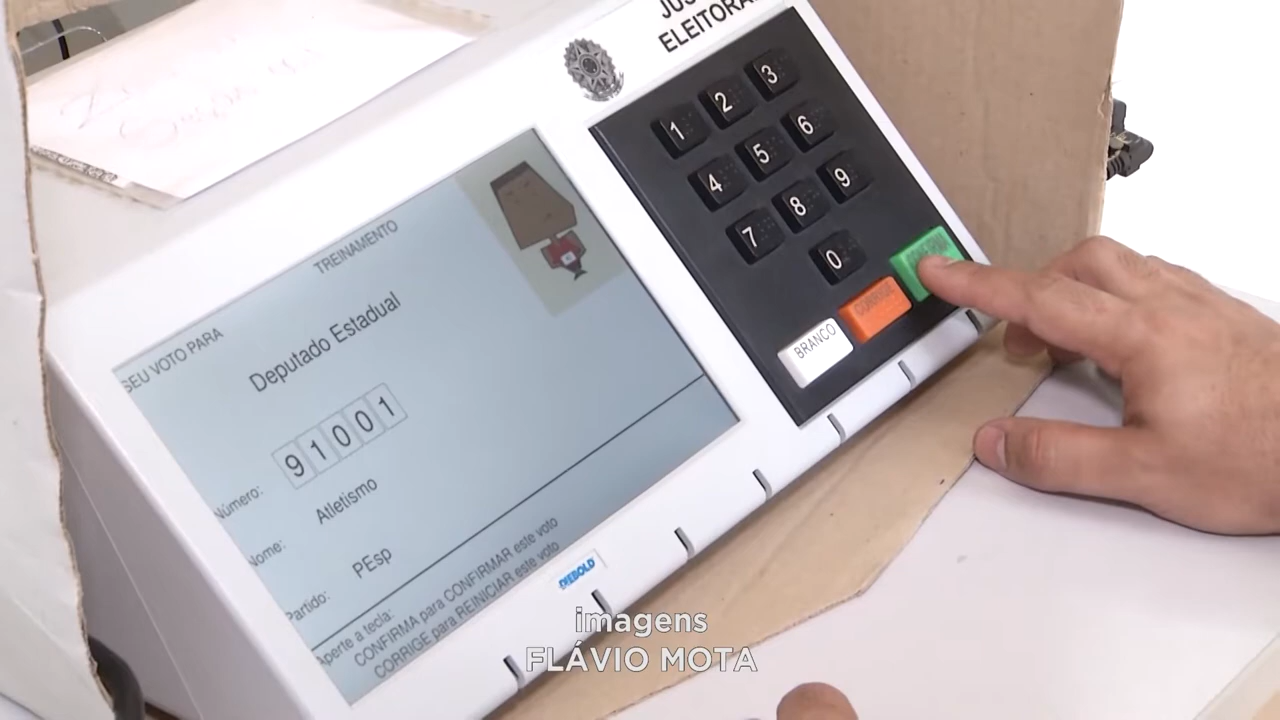 JUS
ELEITORA
TREINAMENTO
SEU VOTO PARA
Deputado Estadual
Número: 91001
Nome: Atletismo
Partido: PEsp
Aperte a tecla:
CONFIRMA para CONFIRMAR este voto
CORRIGE para REINICIAR este voto
1 2 3
4 5 6
7 8 9
0
BRANCO
CORRIGE
DIEBOLD
imagens
FLÁVIO MOTA